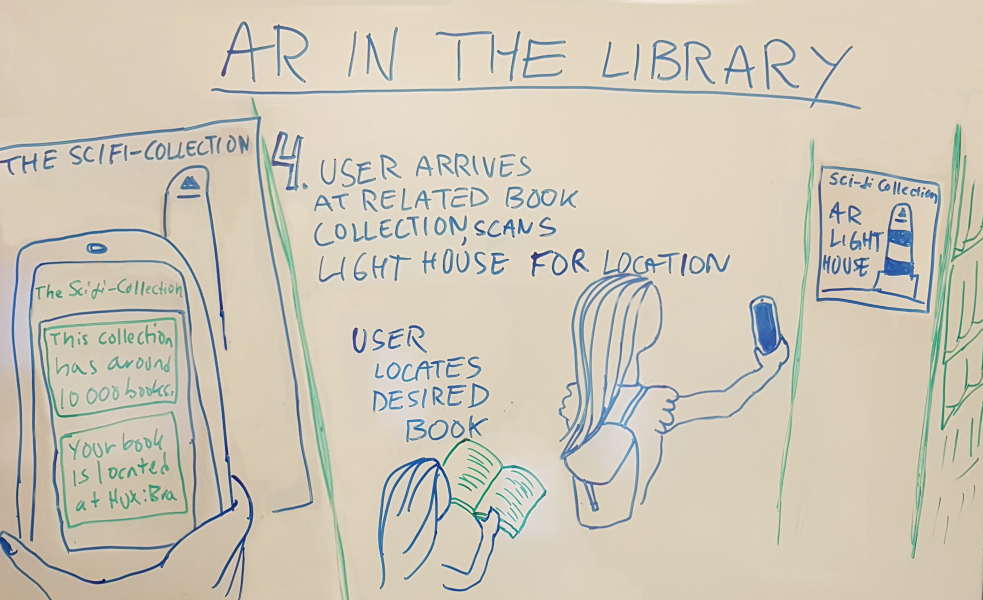 AR IN THE LIBRARY
THE SCIFI-COLLECTION
The Scifi-Collection
This collection
has around
10 000 books.
Your book
is located
at Hux:Bra
4. USER ARRIVES
AT RELATED BOOK
COLLECTION, SCANS
LIGHT HOUSE FOR LOCATION
USER
LOCATES
DESIRED
BOOK
Sci-fi Collection
AR
LIGHT
HOUSE